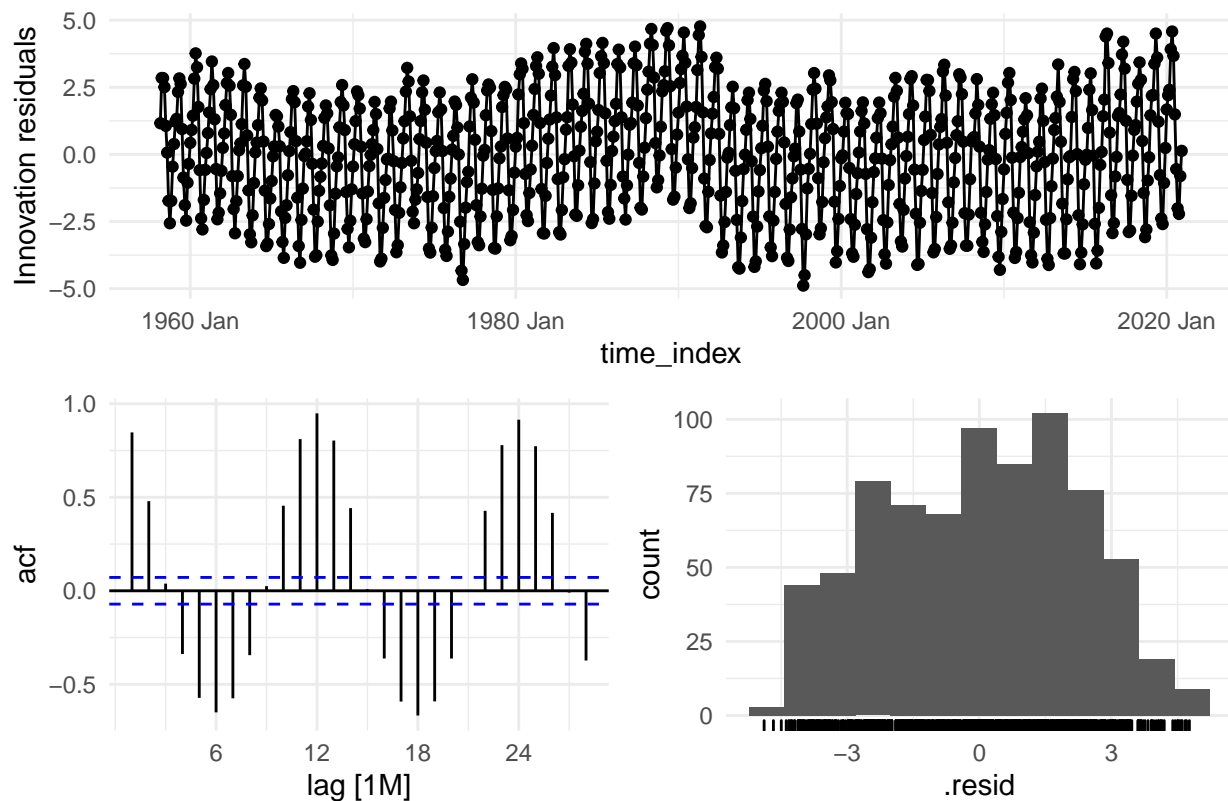 Innovation residuals
5.0
2.5
0.0
−2.5
−5.0
1960 Jan 1980 Jan 2000 Jan 2020 Jan
time_index
acf
1.0
0.5
0.0
−0.5
6 12 18 24
lag [1M]
count
100
75
50
25
0
−3 0 3
.resid